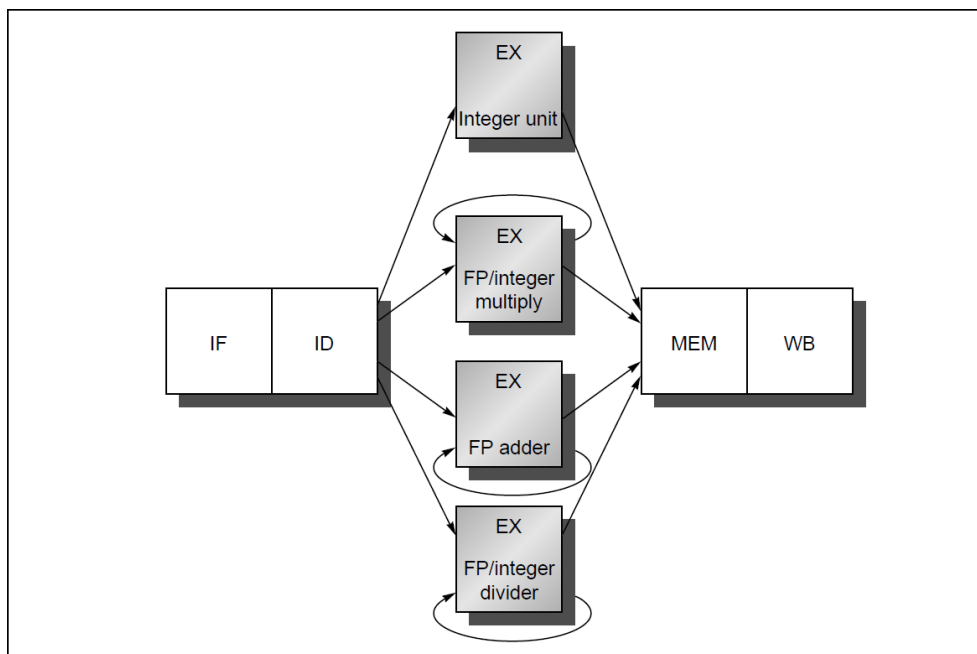 EX
Integer unit
EX
FP/integer
multiply
IF
ID
MEM
WB
EX
FP adder
EX
FP/integer
divider